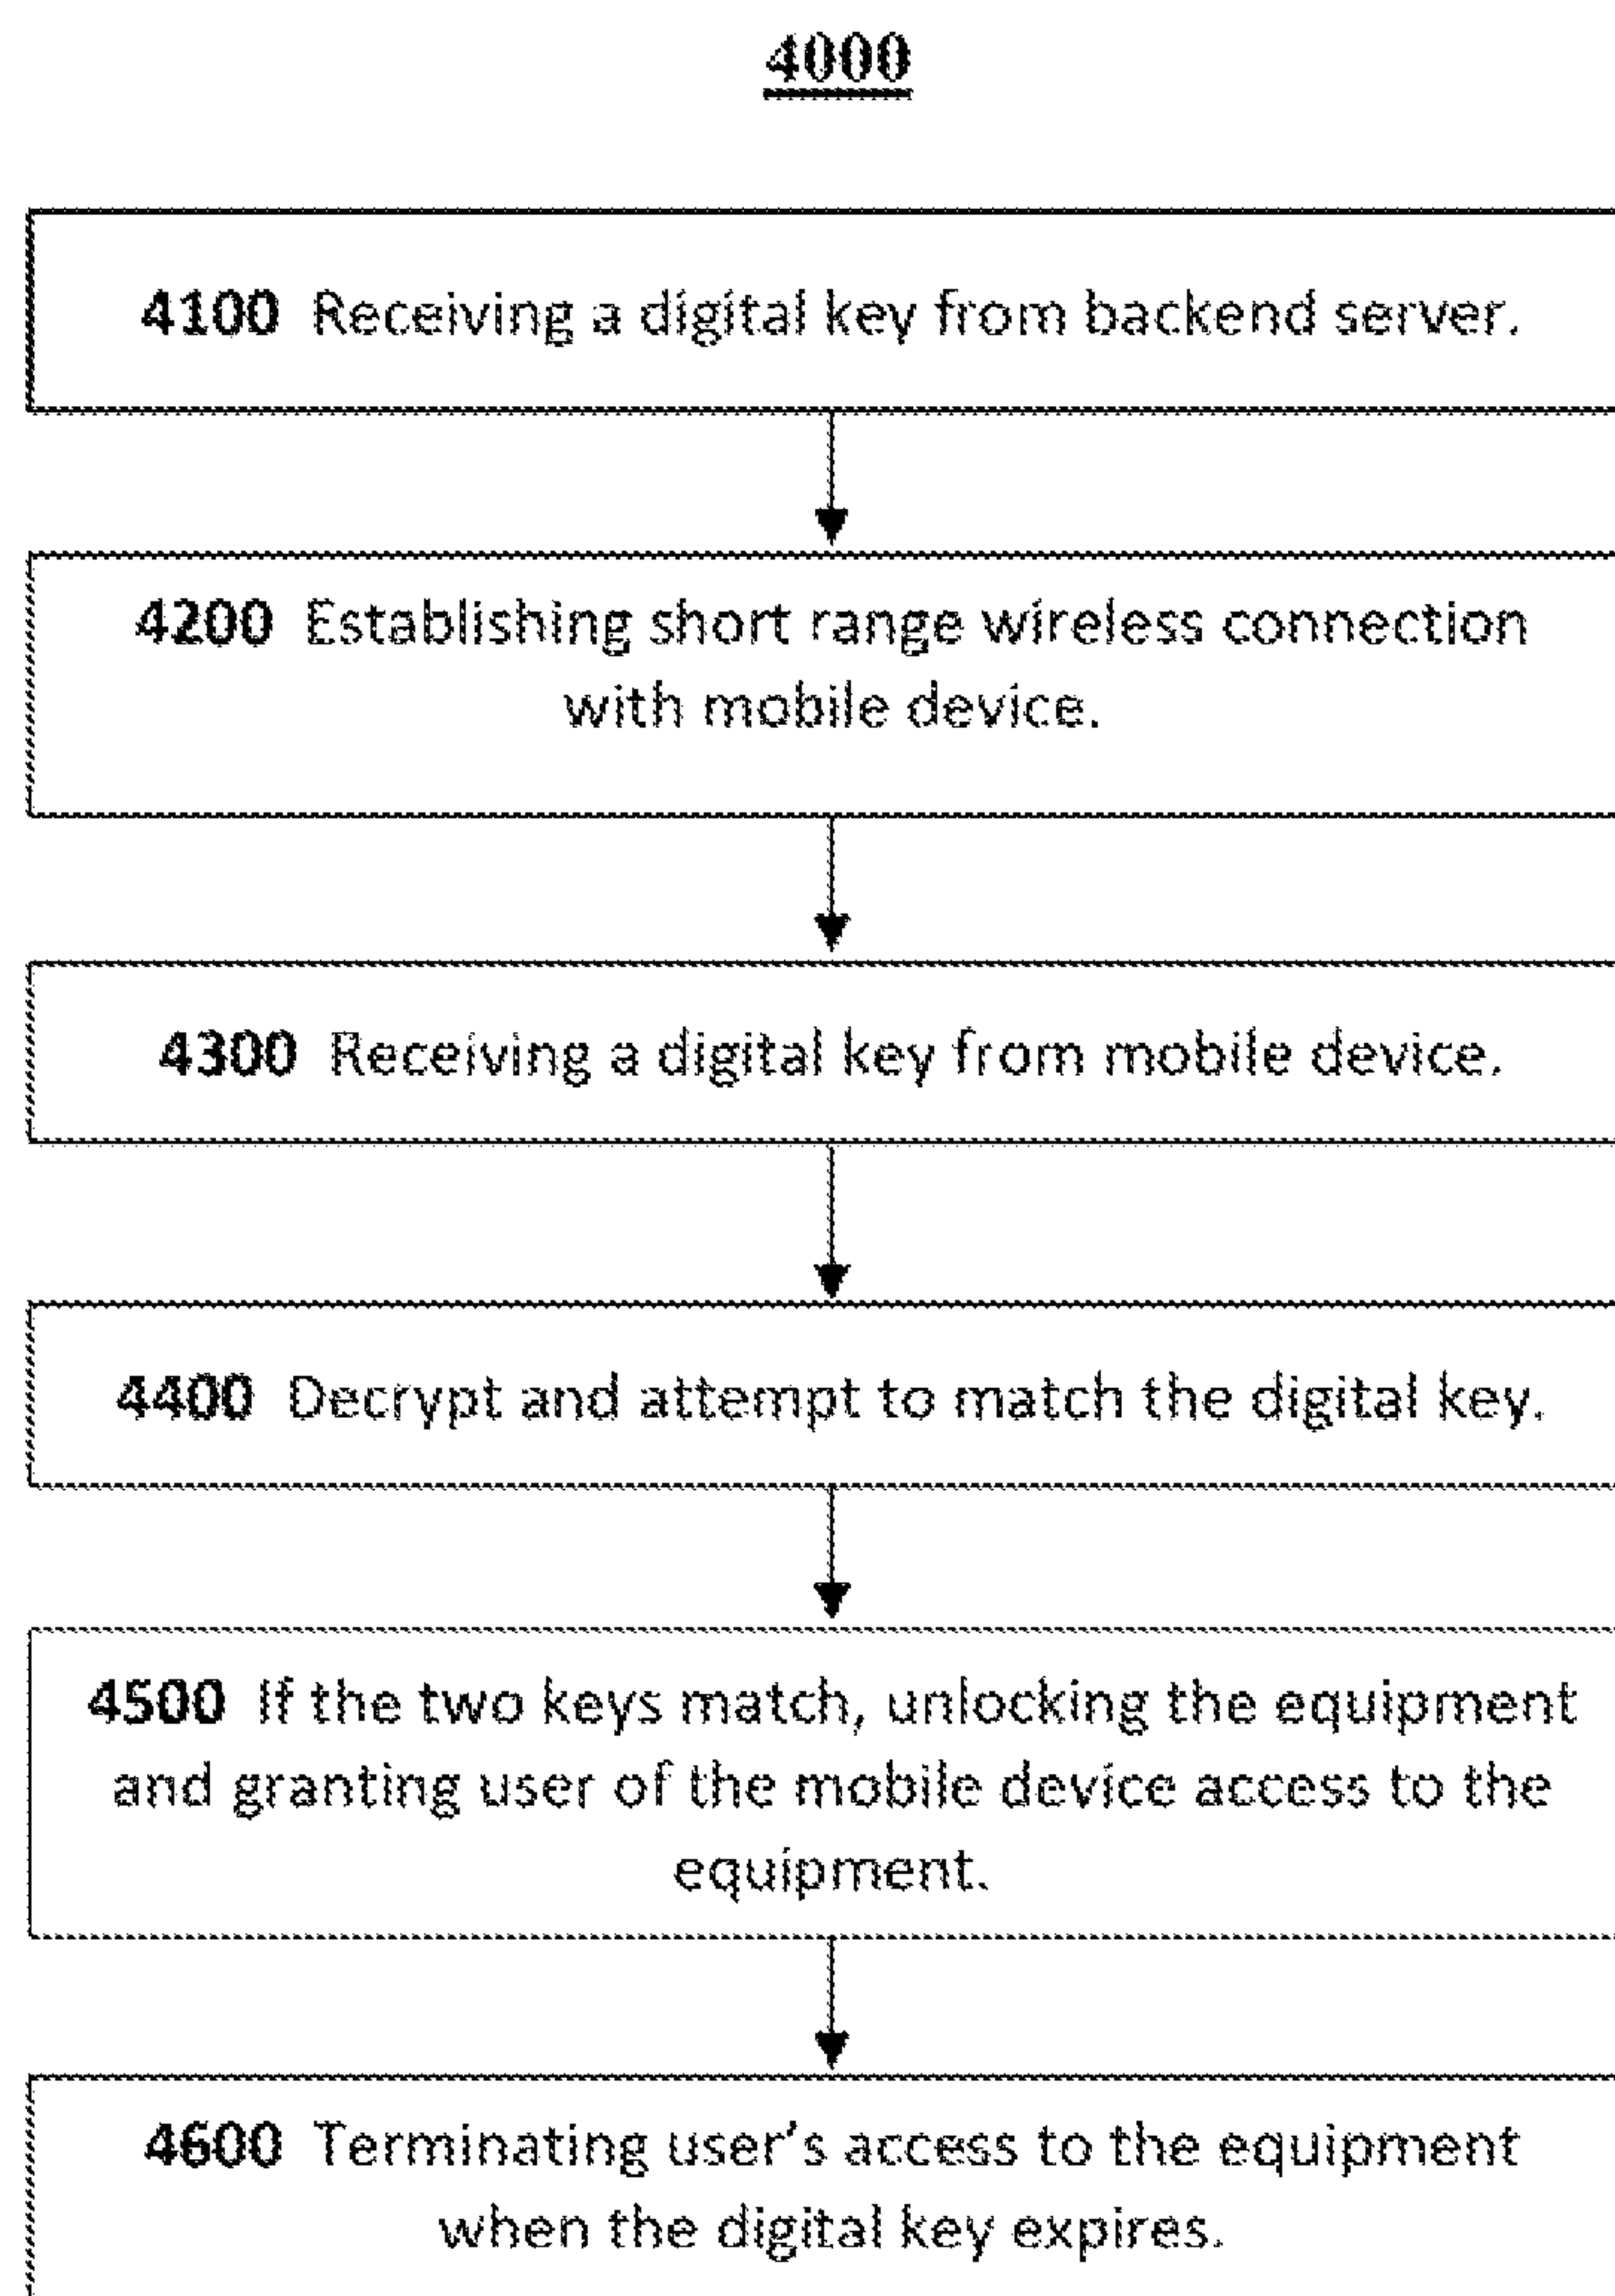 4000
4100 Receiving a digital key from backend server.
4200 Establishing short range wireless connection
with mobile device.
4300 Receiving a digital key from mobile device.
4400 Decrypt and attempt to match the digital key.
4500 If the two keys match, unlocking the equipment
and granting user of the mobile device access to the
equipment.
4600 Terminating user's access to the equipment
when the digital key expires.